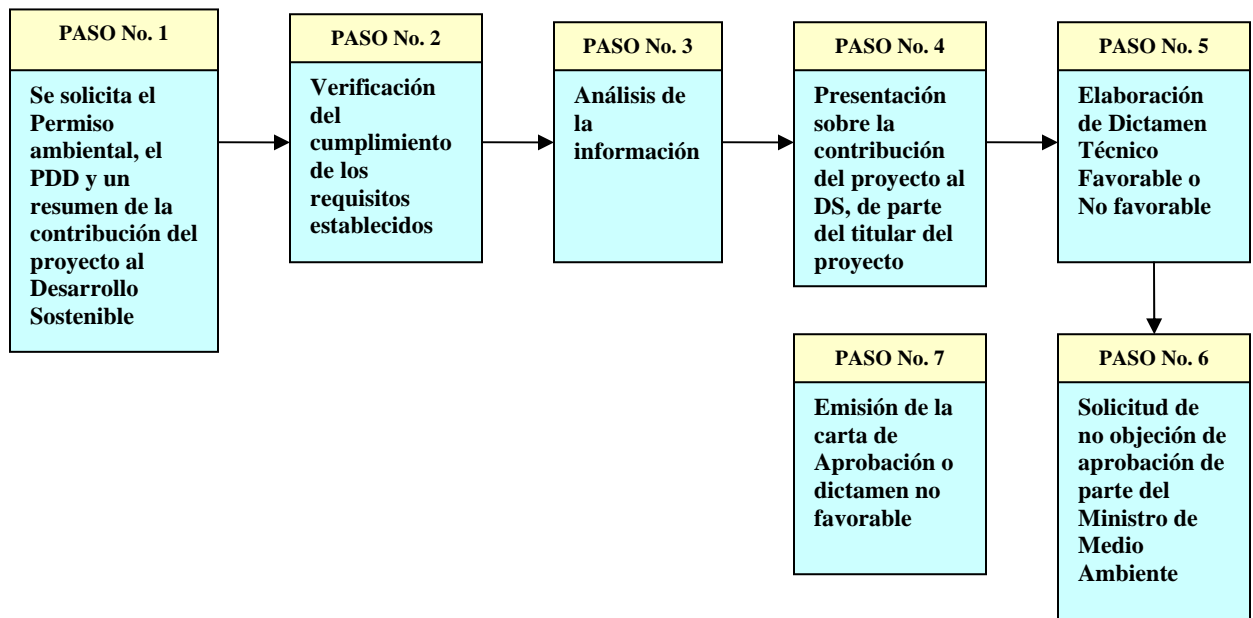 PASO No. 1
Se solicita el
Permiso
ambiental, el
PDD y un
resumen de la
contribución del
proyecto al
Desarrollo
Sostenible
PASO No. 2
Verificación
del
cumplimiento
de los
requisitos
establecidos
PASO No. 3
Análisis de
la
información
PASO No. 4
Presentación
sobre la
contribución
del proyecto al
DS, de parte
del titular del
proyecto
PASO No. 5
Elaboración
de Dictamen
Técnico
Favorable o
No favorable
PASO No. 6
Solicitud de
no objeción de
aprobación de
parte del
Ministro de
Medio
Ambiente
PASO No. 7
Emisión de la
carta de
Aprobación o
dictamen no
favorable